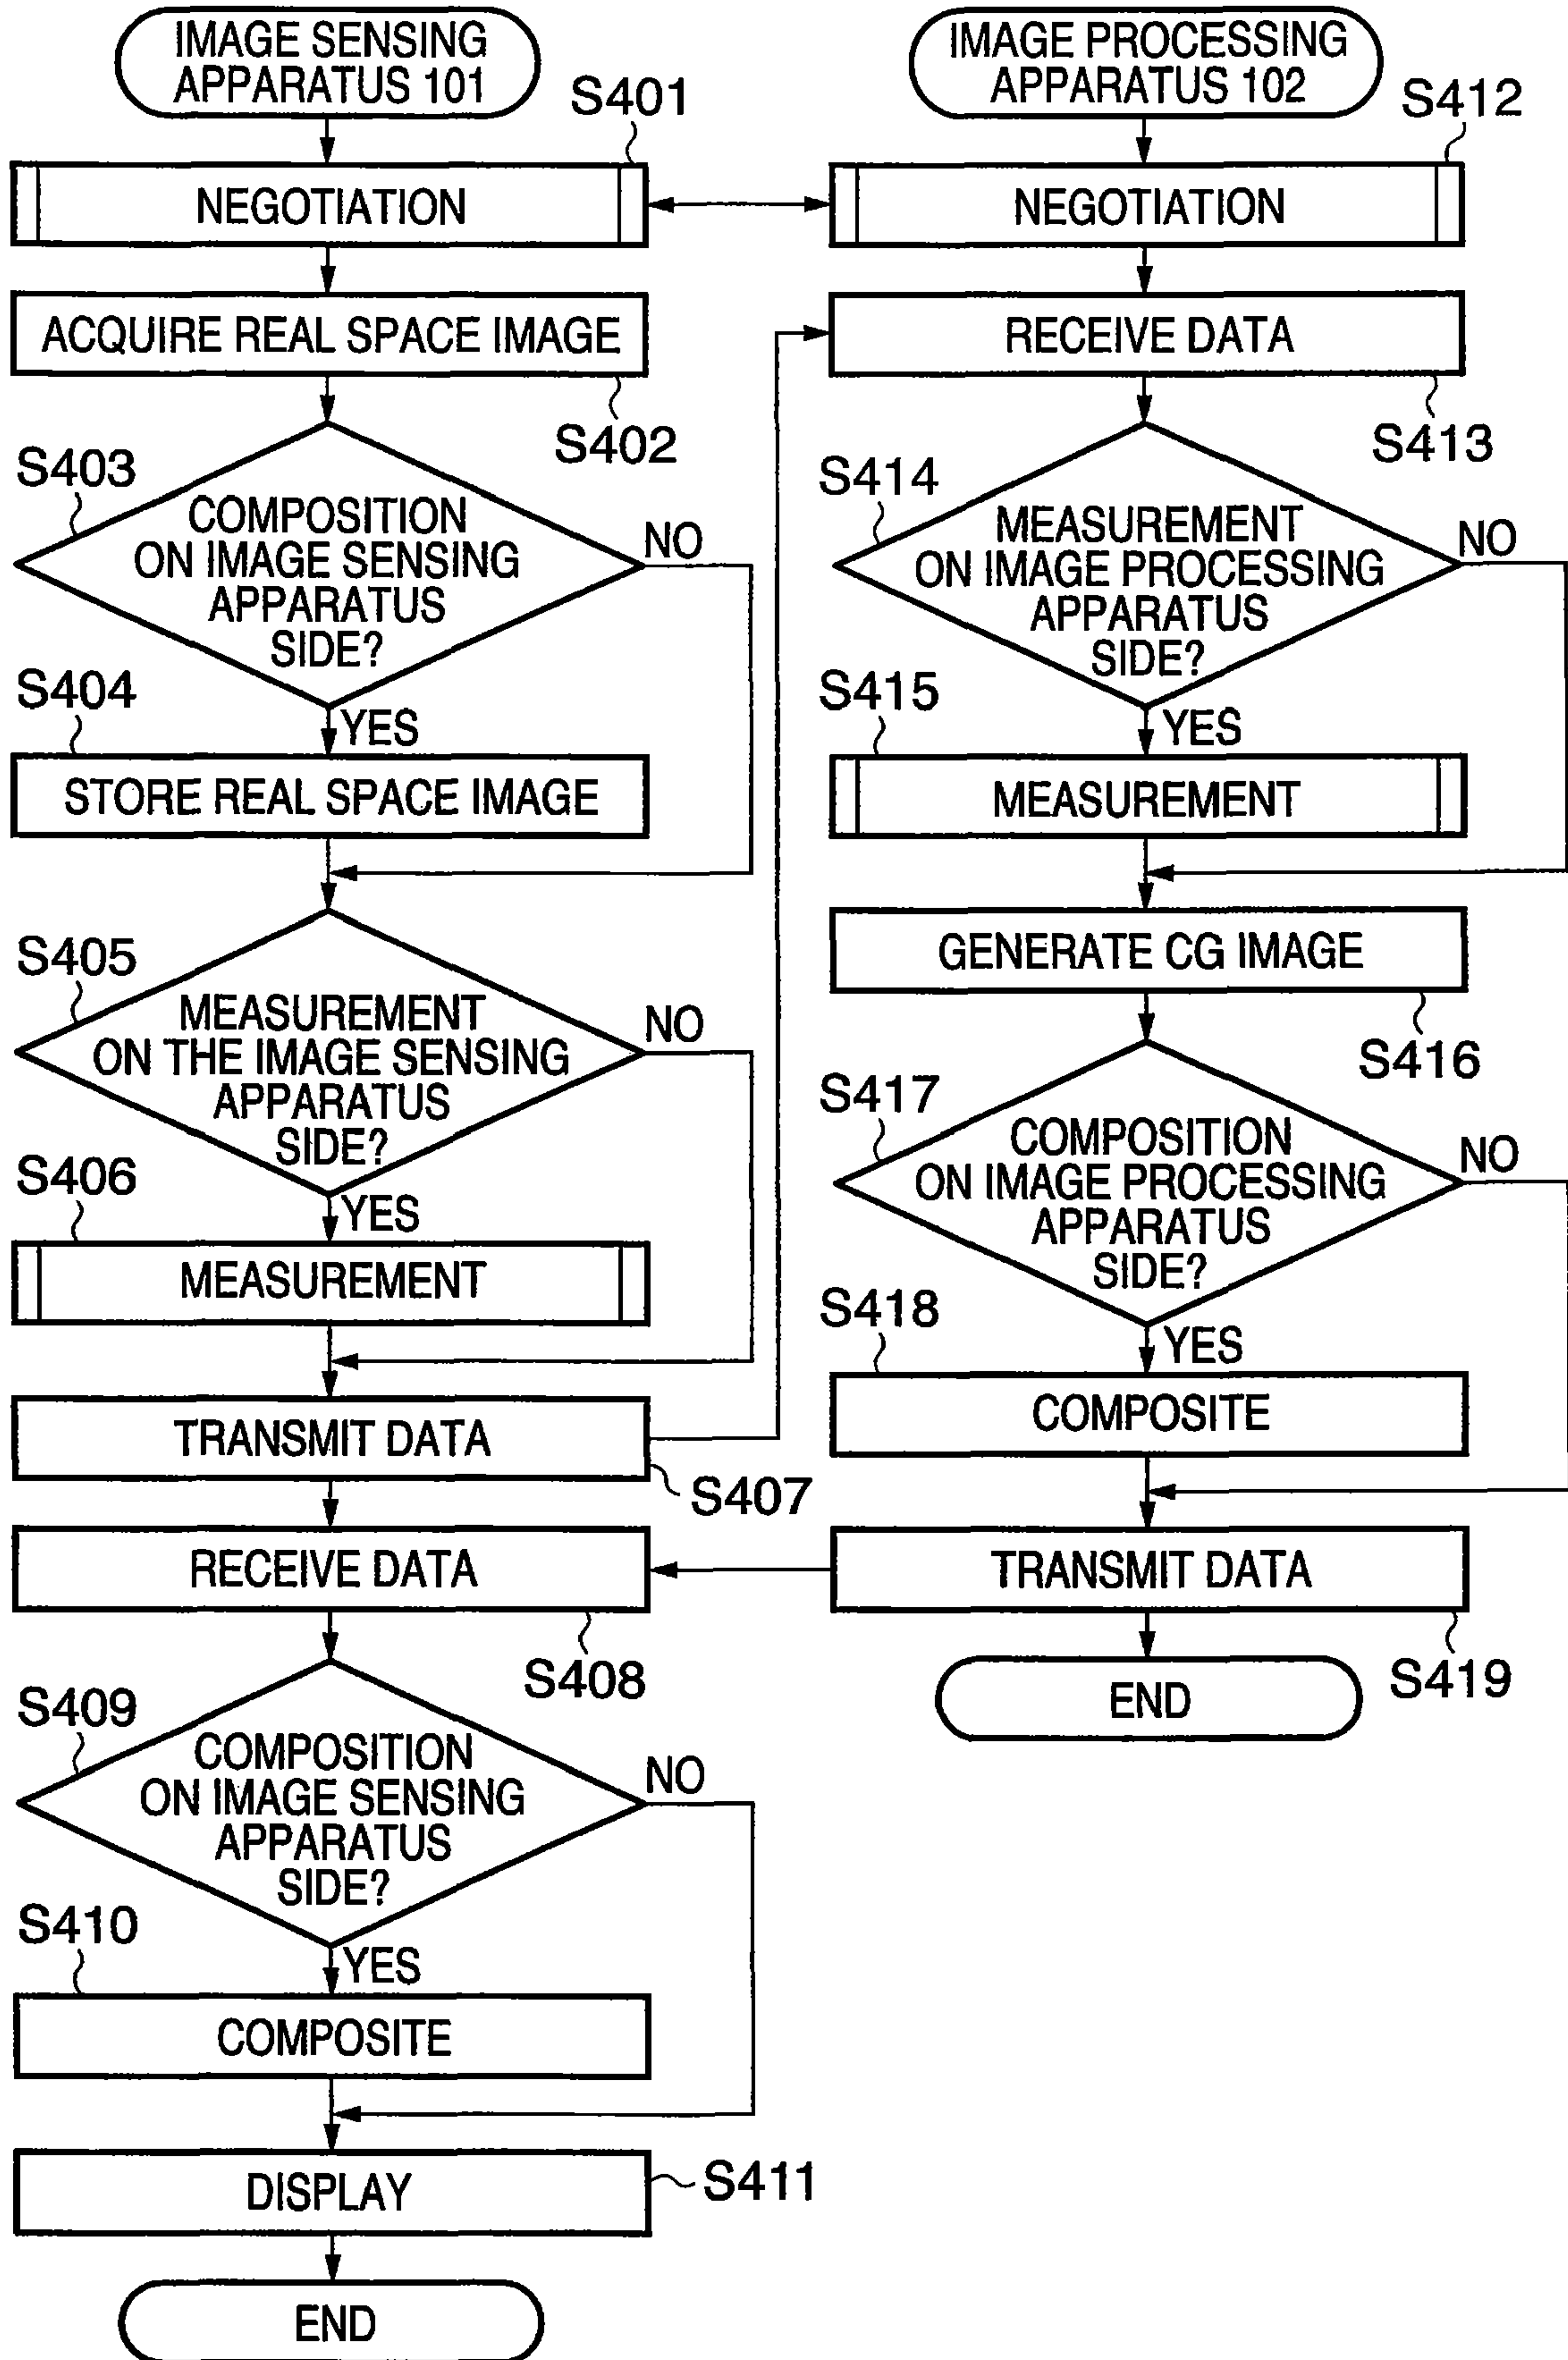 IMAGE SENSING
APPARATUS 101
S401
NEGOTIATION
ACQUIRE REAL SPACE IMAGE
S402
S403
COMPOSITION
ON IMAGE SENSING
APPARATUS
SIDE?
NO
YES
S404
STORE REAL SPACE IMAGE
S405
MEASUREMENT
ON THE IMAGE SENSING
APPARATUS
SIDE?
NO
YES
S406
MEASUREMENT
TRANSMIT DATA
S407
RECEIVE DATA
S408
S409
COMPOSITION
ON IMAGE SENSING
APPARATUS
SIDE?
NO
YES
S410
COMPOSITE
DISPLAY
S411
END
IMAGE PROCESSING
APPARATUS 102
S412
NEGOTIATION
RECEIVE DATA
S413
S414
MEASUREMENT
ON IMAGE PROCESSING
APPARATUS
SIDE?
NO
YES
S415
MEASUREMENT
GENERATE CG IMAGE
S416
S417
COMPOSITION
ON IMAGE PROCESSING
APPARATUS
SIDE?
NO
YES
S418
COMPOSITE
TRANSMIT DATA
S419
END